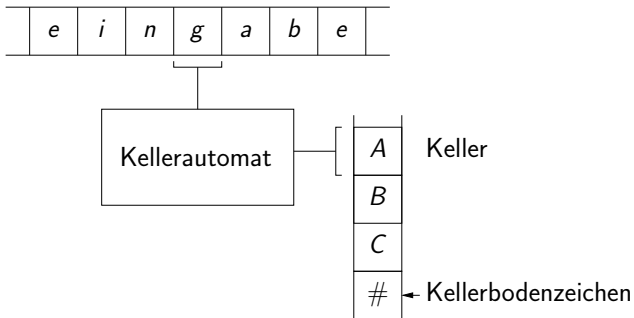 e i n g a b e
Kellerautomat
A Keller
B
C
# Kellerbodenzeichen